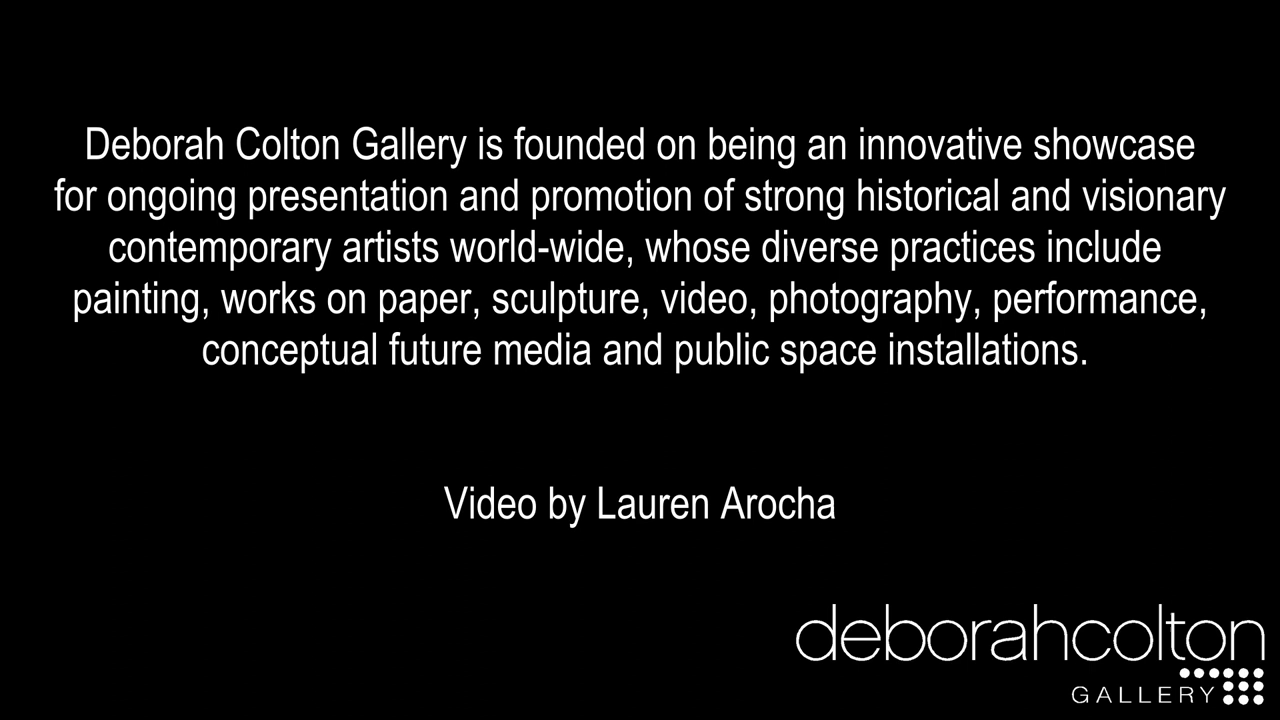 Deborah Colton Gallery is founded on being an innovative showcase
for ongoing presentation and promotion of strong historical and visionary
contemporary artists world-wide, whose diverse practices include
painting, works on paper, sculpture, video, photography, performance,
conceptual future media and public space installations.
Video by Lauren Arocha
deborahcolton
GALLERY